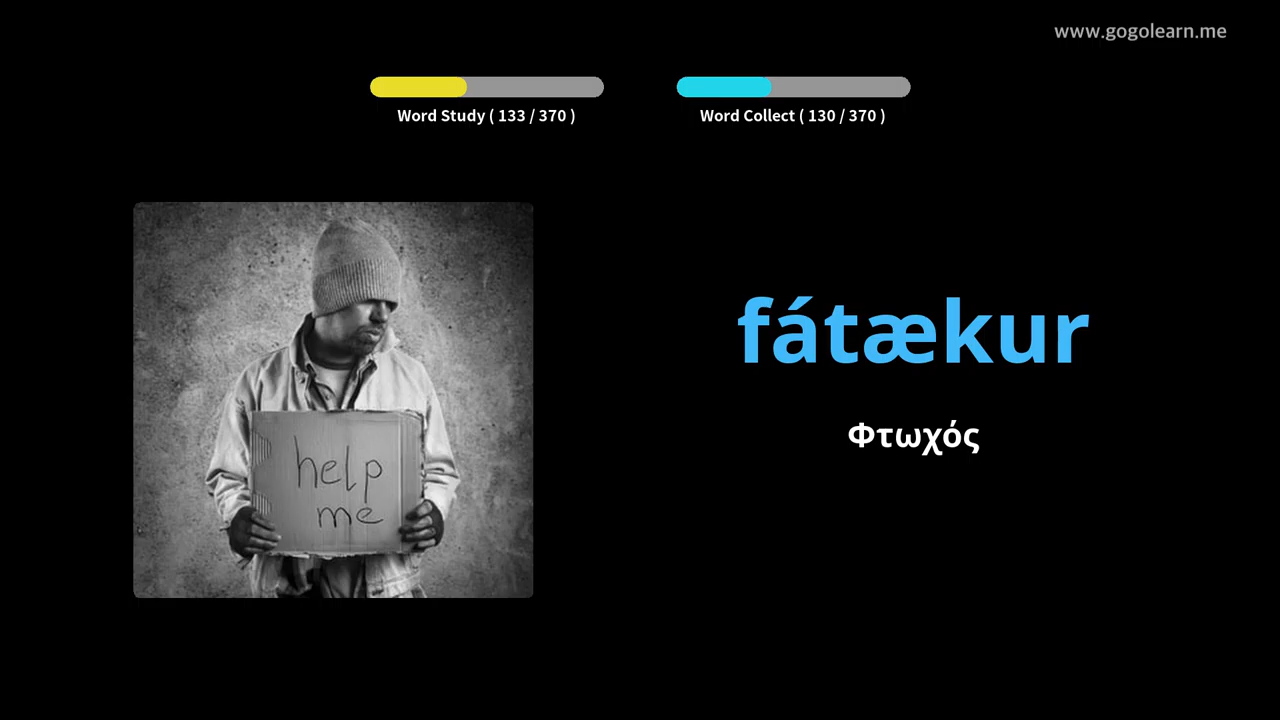 www.gogolearn.me
Word Study ( 133 / 370 )
Word Collect ( 130 / 370 )
help
me
fátækur
Φτωχός